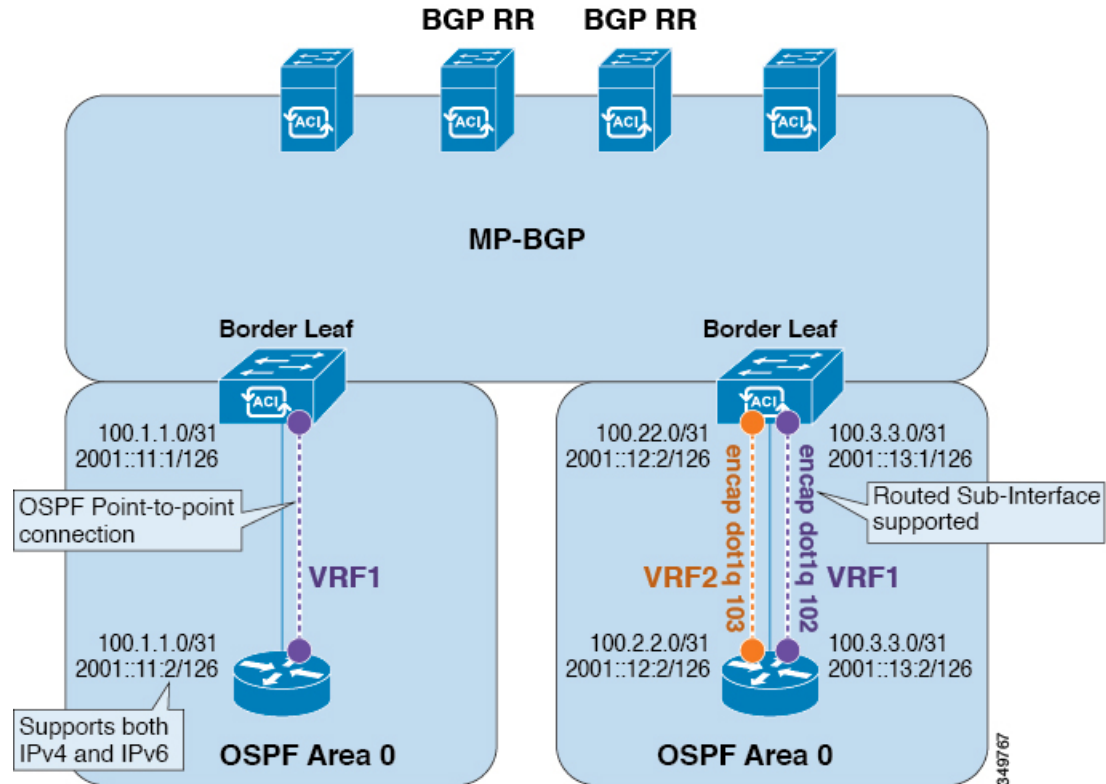 BGP RR BGP RR
ACI ACI ACI ACI
MP-BGP
Border Leaf
Border Leaf
ACI
ACI
100.1.1.0/31
2001::11:1/126
OSPF Point-to-point
connection
VRF1
100.1.1.0/31
2001::11:2/126
Supports both
IPv4 and IPv6
OSPF Area 0
100.22.0/31
2001::12:2/126
100.3.3.0/31
2001::13:1/126
Routed Sub-Interface
supported
encap dot1q 103
encap dot1q 102
VRF2
VRF1
100.2.2.0/31
2001::12:2/126
100.3.3.0/31
2001::13:2/126
OSPF Area 0
349767